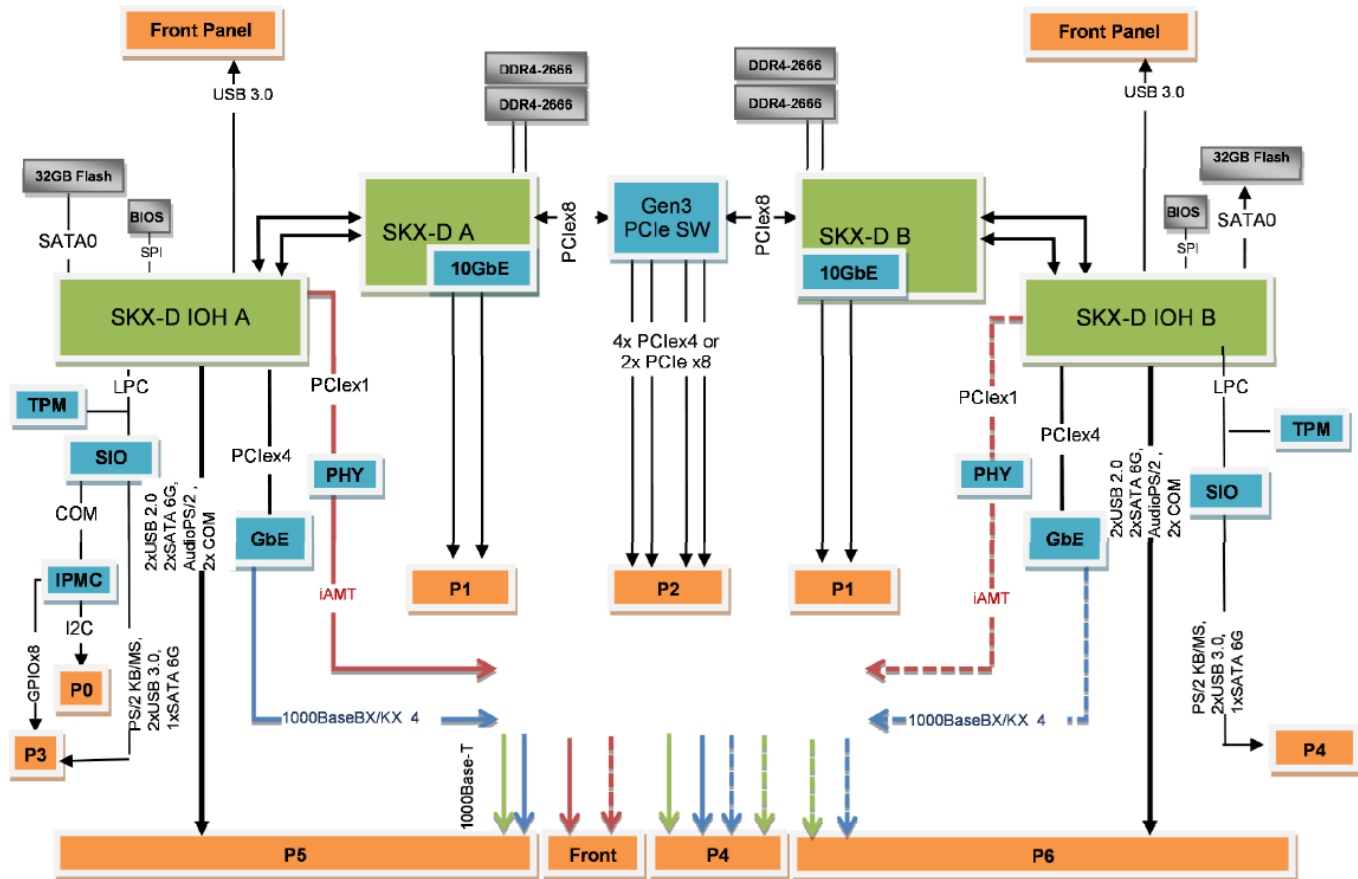 Front Panel
Front Panel
DDR4-2666
DDR4-2666
DDR4-2666
DDR4-2666
USB 3.0
USB 3.0
32GB Flash
BIOS
SATA0
SPI
SKX-D A
10GbE
PCIex8
Gen3
PCIe SW
PCIex8
SKX-D B
10GbE
32GB Flash
BIOS
SATA0
SPI
SKX-D IOH A
SKX-D IOH B
4x PCIex4 or
2x PCIe x8
LPC
TPM
SIO
COM
IPMC
I2C
GPIOx8
P0
P3
PS/2 KB/MS,
2xUSB 3.0,
1xSATA 6G
2xUSB 2.0
2xSATA 6G,
AudioPS/2 ,
2x COM
PCIex4
GbE
PCIex1
PHY
iAMT
P1
P2
P1
PCIex1
PHY
iAMT
PCIex4
GbE
2xUSB 2.0
2xSATA 6G,
AudioPS/2 ,
2x COM
LPC
TPM
SIO
PS/2 KB/MS,
2xUSB 3.0,
1xSATA 6G
P4
1000BaseBX/KX 4
1000BaseBX/KX 4
1000Base-T
P5
Front
P4
P6